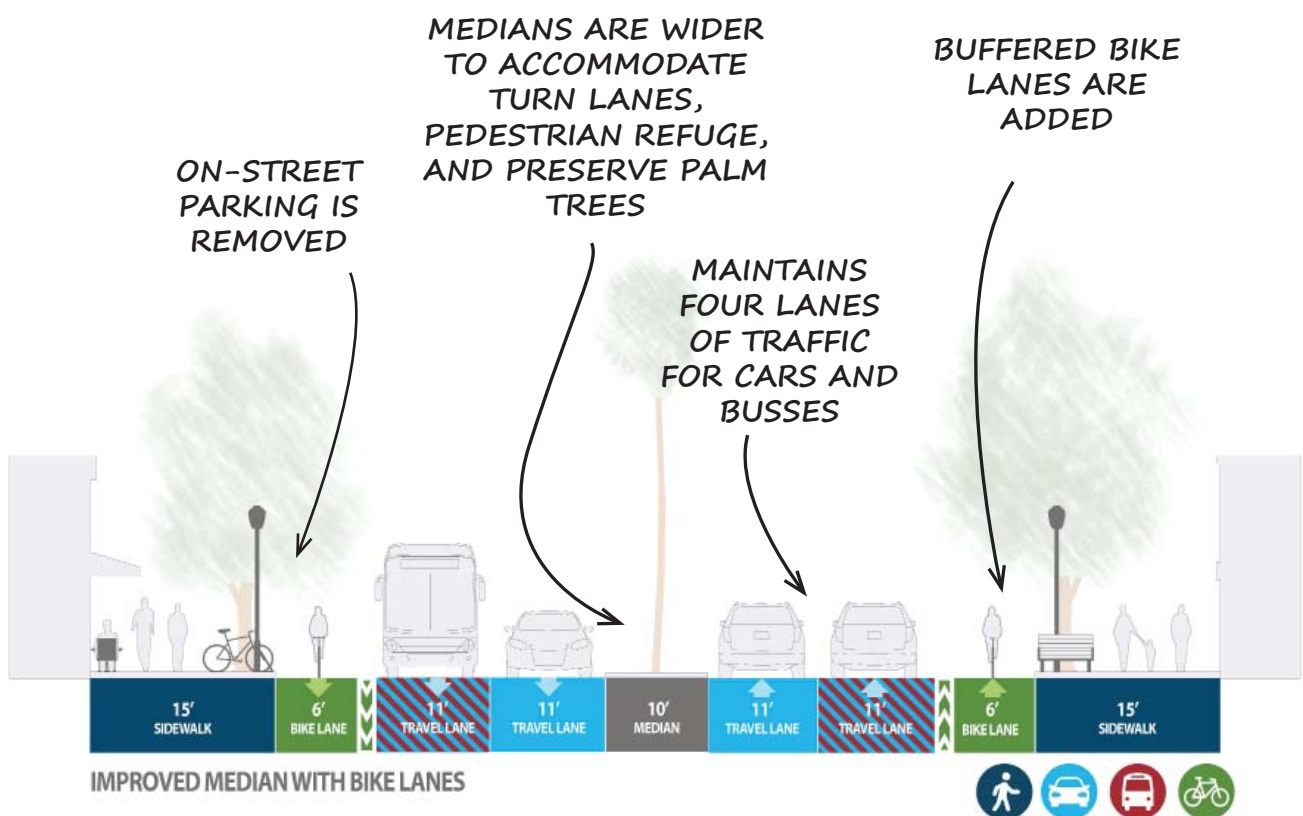 ON-STREET
PARKING IS
REMOVED
MEDIANS ARE WIDER
TO ACCOMMODATE
TURN LANES,
PEDESTRIAN REFUGE,
AND PRESERVE PALM
TREES
MAINTAINS
FOUR LANES
OF TRAFFIC
FOR CARS AND
BUSSES
BUFFERED BIKE
LANES ARE
ADDED
15'
SIDEWALK
6'
BIKE LANE
11'
TRAVEL LANE
11'
TRAVEL LANE
10'
MEDIAN
11'
TRAVEL LANE
11'
TRAVEL LANE
6'
BIKE LANE
15'
SIDEWALK
IMPROVED MEDIAN WITH BIKE LANES